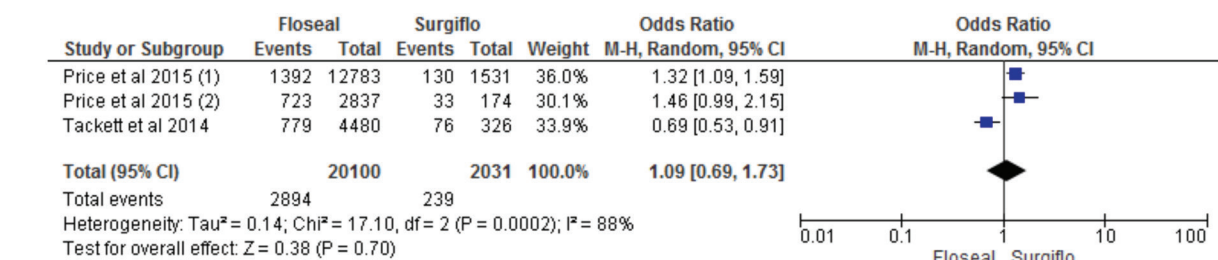 Floseal Surgiflo Odds Ratio Odds Ratio
Study or Subgroup Events Total Events Total Weight M-H, Random, 95% CI M-H, Random, 95% CI
Price et al 2015 (1) 1392 12783 130 1531 36.0% 1.32 [1.09, 1.59]
Price et al 2015 (2) 723 2837 33 174 30.1% 1.46 [0.99, 2.15]
Tackett et al 2014 779 4480 76 326 33.9% 0.69 [0.53, 0.91]
Total (95% CI) 20100 2031 100.0% 1.09 [0.69, 1.73]
Total events 2894 239
Heterogeneity: Tau² = 0.14; Chi² = 17.10, df = 2 (P = 0.0002); I² = 88%
Test for overall effect: Z = 0.38 (P = 0.70)
0.01 0.1 1 10 100
Floseal Surgiflo